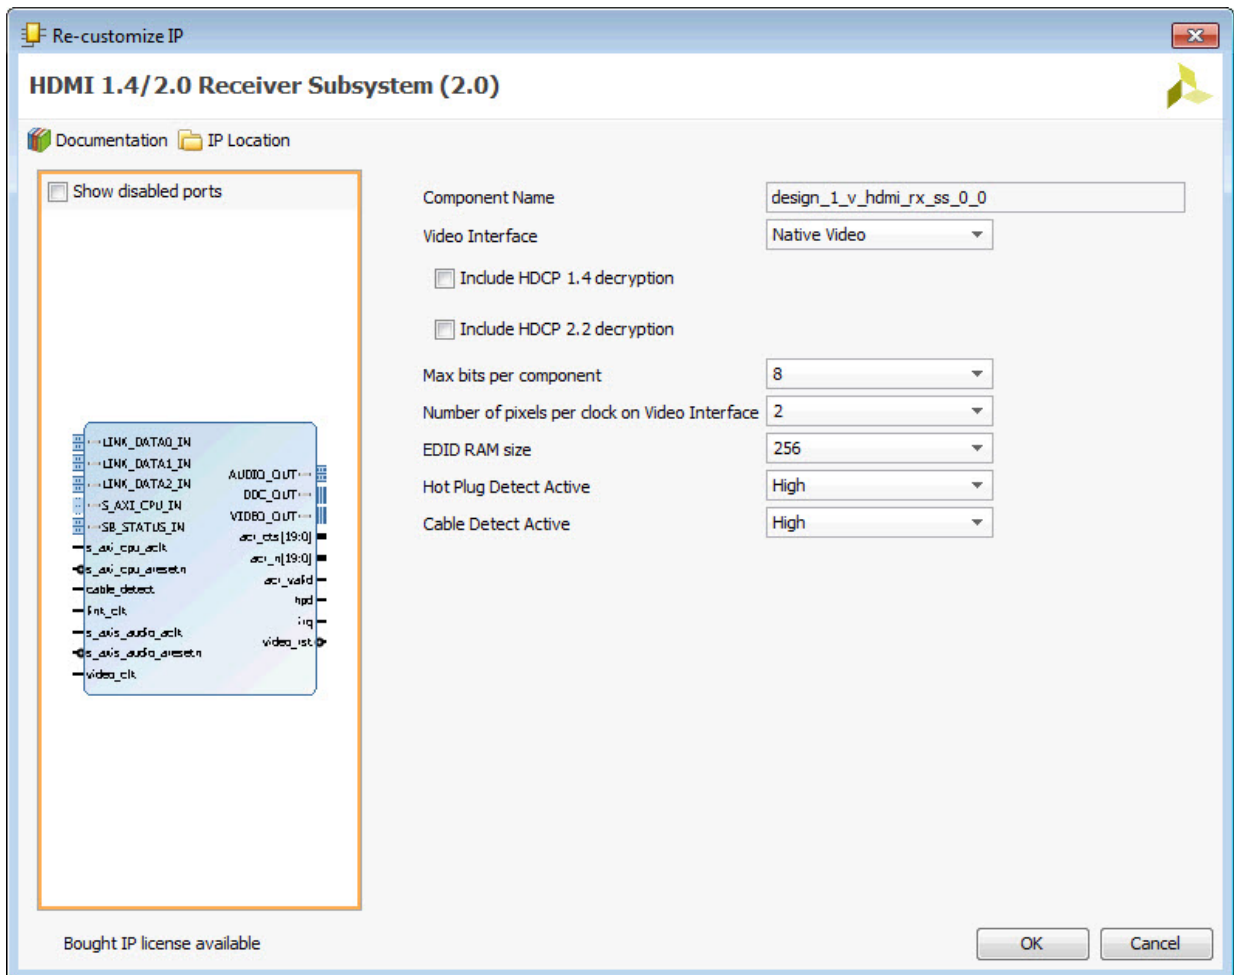 Re-customize IP
HDMI 1.4/2.0 Receiver Subsystem (2.0)
Documentation IP Location
Show disabled ports
LINK_DATA0_IN
LINK_DATA1_IN
LINK_DATA2_IN
S_AXI_CPU_IN
SB_STATUS_IN
s_axi_cpu_aclk
s_axi_cpu_aresetn
cable_detect
link_clk
s_axis_audio_aclk
s_axis_audio_aresetn
video_clk
AUDIO_OUT
DDC_OUT
VIDEO_OUT
acr_cts[19:0]
acr_n[19:0]
acr_valid
hpd
irq
video_rst
Component Name design_1_v_hdmi_rx_ss_0_0
Video Interface Native Video
Include HDCP 1.4 decryption
Include HDCP 2.2 decryption
Max bits per component 8
Number of pixels per clock on Video Interface 2
EDID RAM size 256
Hot Plug Detect Active High
Cable Detect Active High
Bought IP license available
OK Cancel